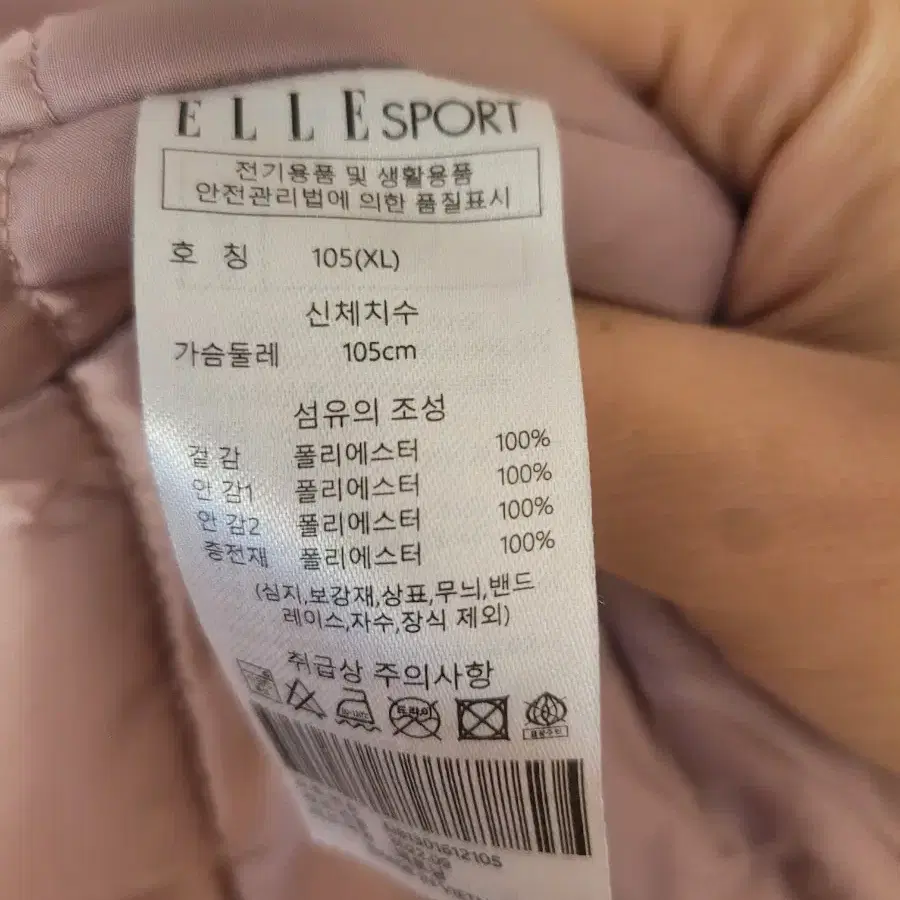 ELLE SPORT
전기용품 및 생활용품
안전관리법에 의한 품질표시
호 칭 105(XL)
신체치수
가슴둘레 105cm
섬유의 조성
겉감 폴리에스터 100%
안감1 폴리에스터 100%
안감2 폴리에스터 100%
충전재 폴리에스터 100%
(심지,보강재,상표,무늬,밴드
레이스,자수,장식 제외)
취급상 주의사항
드라이